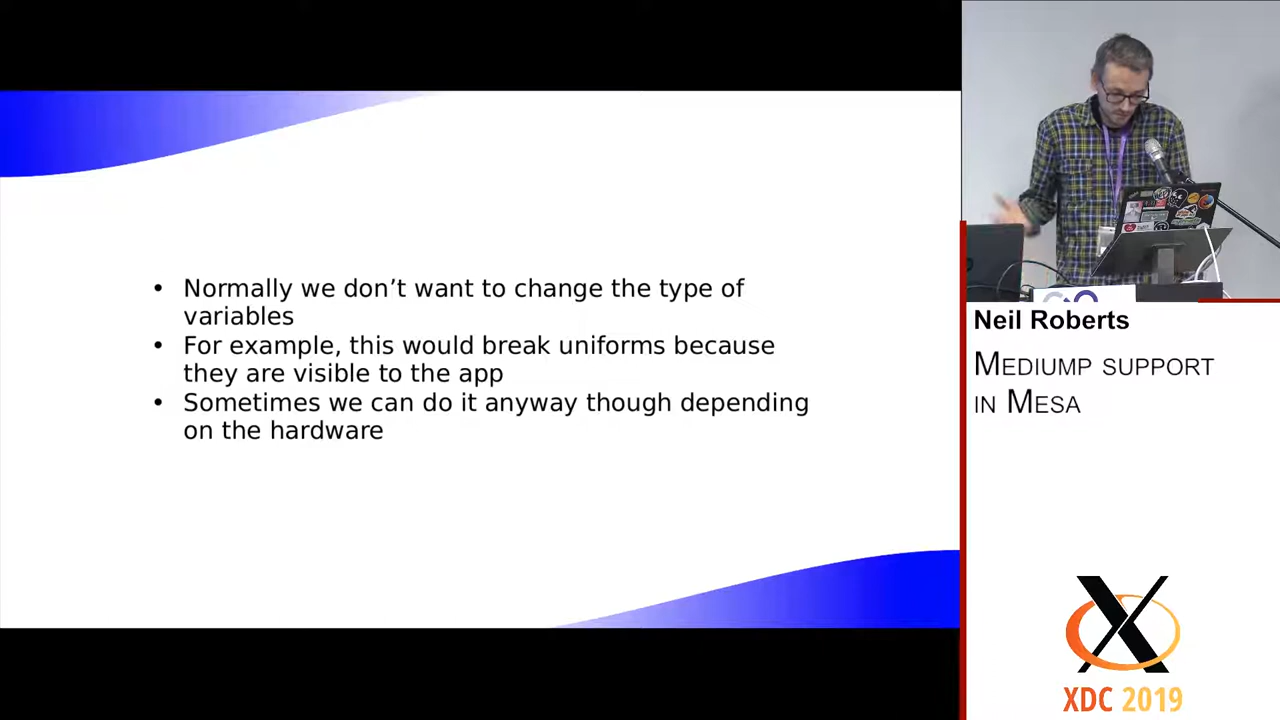 • Normally we don’t want to change the type of
variables
• For example, this would break uniforms because
they are visible to the app
• Sometimes we can do it anyway though depending
on the hardware
Neil Roberts
MEDIUMP SUPPORT
IN MESA
XDC 2019